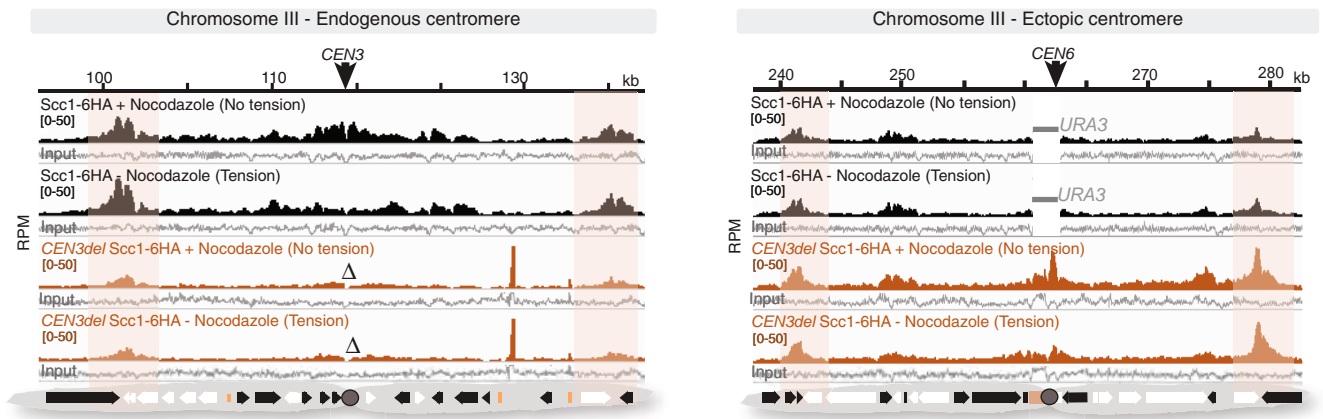 Chromosome III - Endogenous centromere
CEN3
100 110 130 kb
Scc1-6HA + Nocodazole (No tension)
[0-50]
Input
Scc1-6HA - Nocodazole (Tension)
[0-50]
Input
RPM
CEN3del Scc1-6HA + Nocodazole (No tension)
[0-50]
Δ
Input
CEN3del Scc1-6HA - Nocodazole (Tension)
[0-50]
Δ
Input
Chromosome III - Ectopic centromere
CEN6
240 250 270 280 kb
Scc1-6HA + Nocodazole (No tension)
[0-50]
URA3
Input
Scc1-6HA - Nocodazole (Tension)
[0-50]
URA3
Input
RPM
CEN3del Scc1-6HA + Nocodazole (No tension)
[0-50]
Input
CEN3del Scc1-6HA - Nocodazole (Tension)
[0-50]
Input